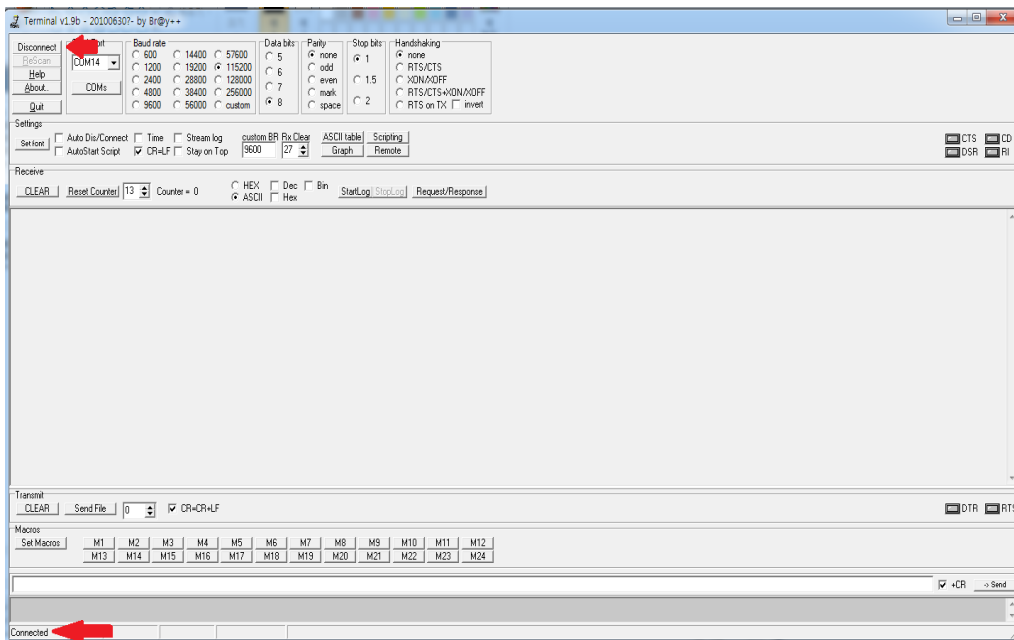 Terminal v1.9b - 20100630?- by Br@y++
Disconnect
ReScan
Help
About..
Quit
COM14
COMs
Baud rate
600 14400 57600
1200 19200 115200
2400 28800 128000
4800 38400 256000
9600 56000 custom
Data bits
5
6
7
8
Parity
none
odd
even
mark
space
Stop bits
1
1.5
2
Handshaking
none
RTS/CTS
XON/XOFF
RTS/CTS+XON/XOFF
RTS on TX invert
Settings
Set font
Auto Dis/Connect Time Stream log
AutoStart Script CR=LF Stay on Top
custom BR Rx Clear
9600 27
ASCII table Scripting
Graph Remote
CTS CD
DSR RI
Receive
CLEAR Reset Counter 13 Counter = 0
HEX Dec Bin
ASCII Hex
StartLog StopLog Request/Response
Transmit
CLEAR Send File 0 CR=CR+LF
DTR RTS
Macros
Set Macros
M1 M2 M3 M4 M5 M6 M7 M8 M9 M10 M11 M12
M13 M14 M15 M16 M17 M18 M19 M20 M21 M22 M23 M24
+CR -> Send
Connected